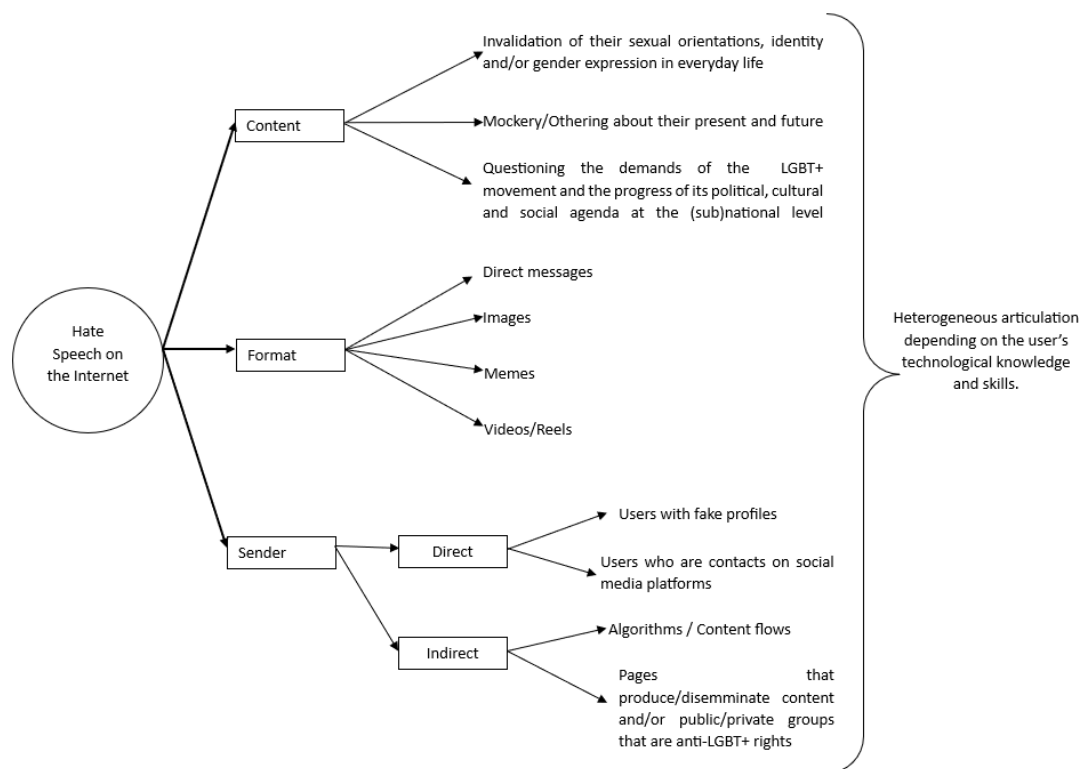 Invalidation of their sexual orientations, identity
and/or gender expression in everyday life
Content
Mockery/Othering about their present and future
Questioning the demands of the LGBT+
movement and the progress of its political, cultural
and social agenda at the (sub)national level
Direct messages
Images
Hate
Speech on
the Internet
Format
Memes
Videos/Reels
Heterogeneous articulation
depending on the user's
technological knowledge
and skills.
Users with fake profiles
Sender
Direct
Users who are contacts on social
media platforms
Algorithms / Content flows
Indirect
Pages that
produce/disemminate content
and/or public/private groups
that are anti-LGBT+ rights